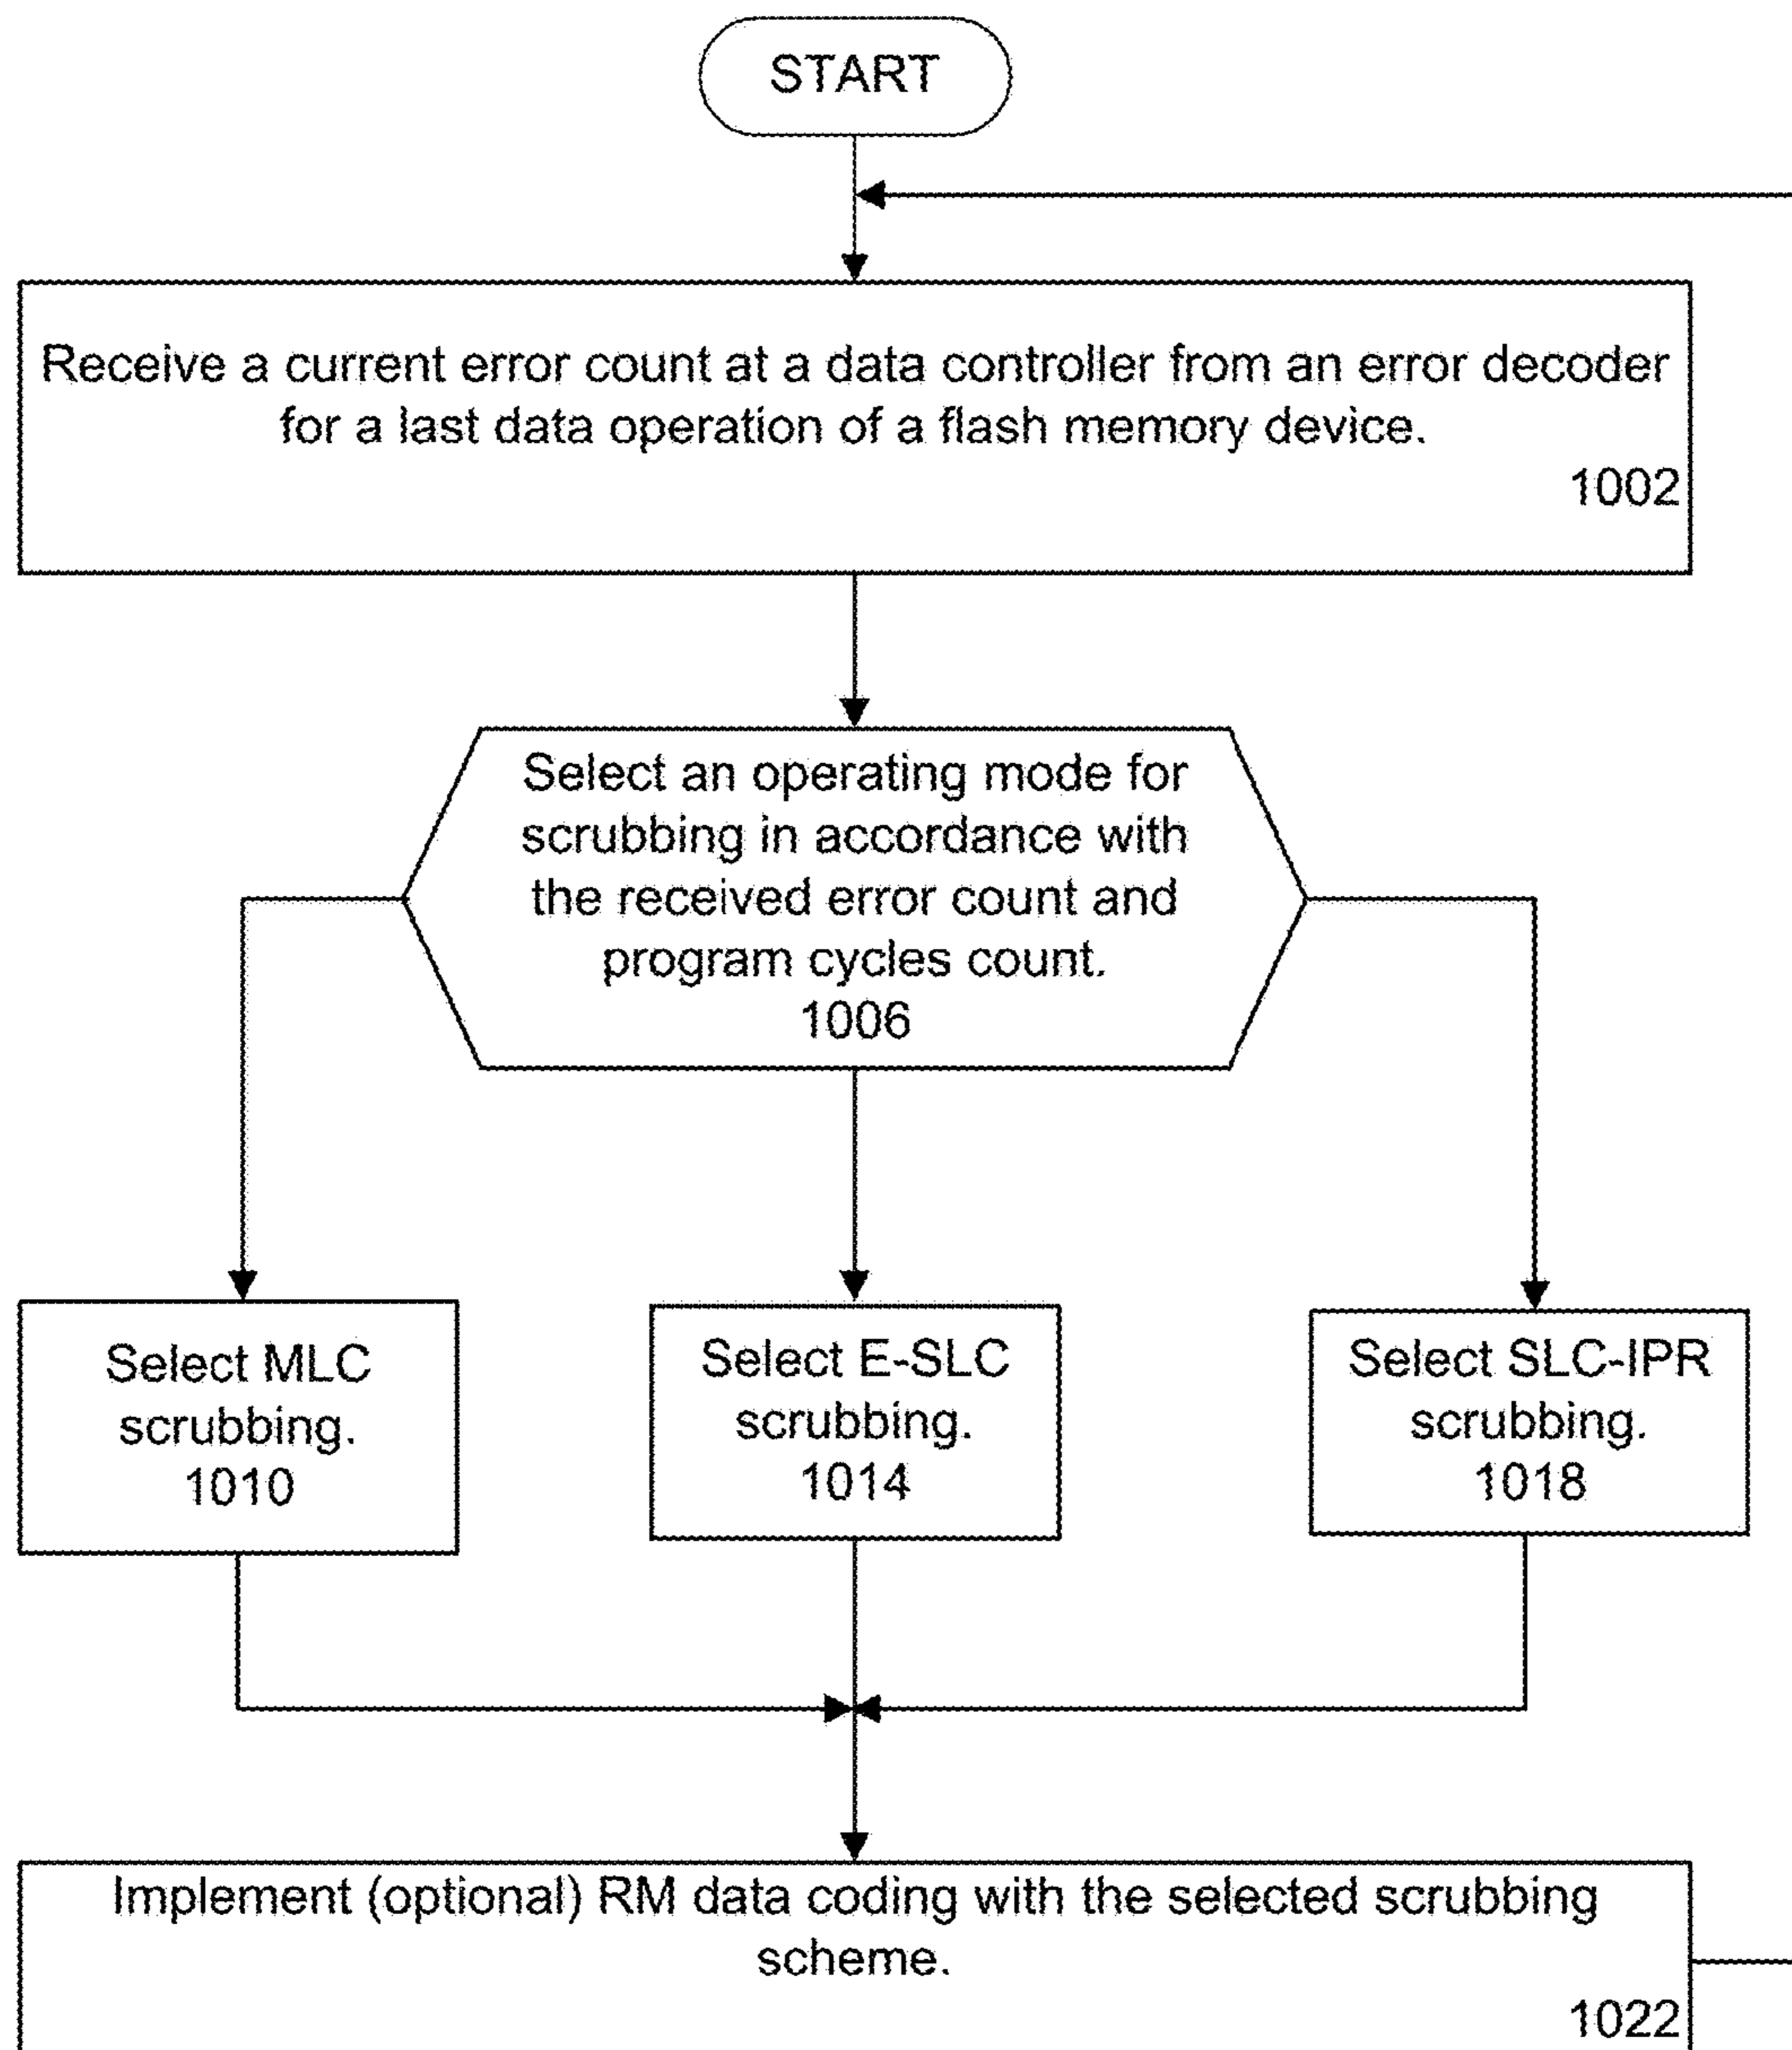 START
Receive a current error count at a data controller from an error decoder
for a last data operation of a flash memory device.
1002
Select an operating mode for
scrubbing in accordance with
the received error count and
program cycles count.
1006
Select MLC
scrubbing.
1010
Select E-SLC
scrubbing.
1014
Select SLC-IPR
scrubbing.
1018
Implement (optional) RM data coding with the selected scrubbing
scheme.
1022